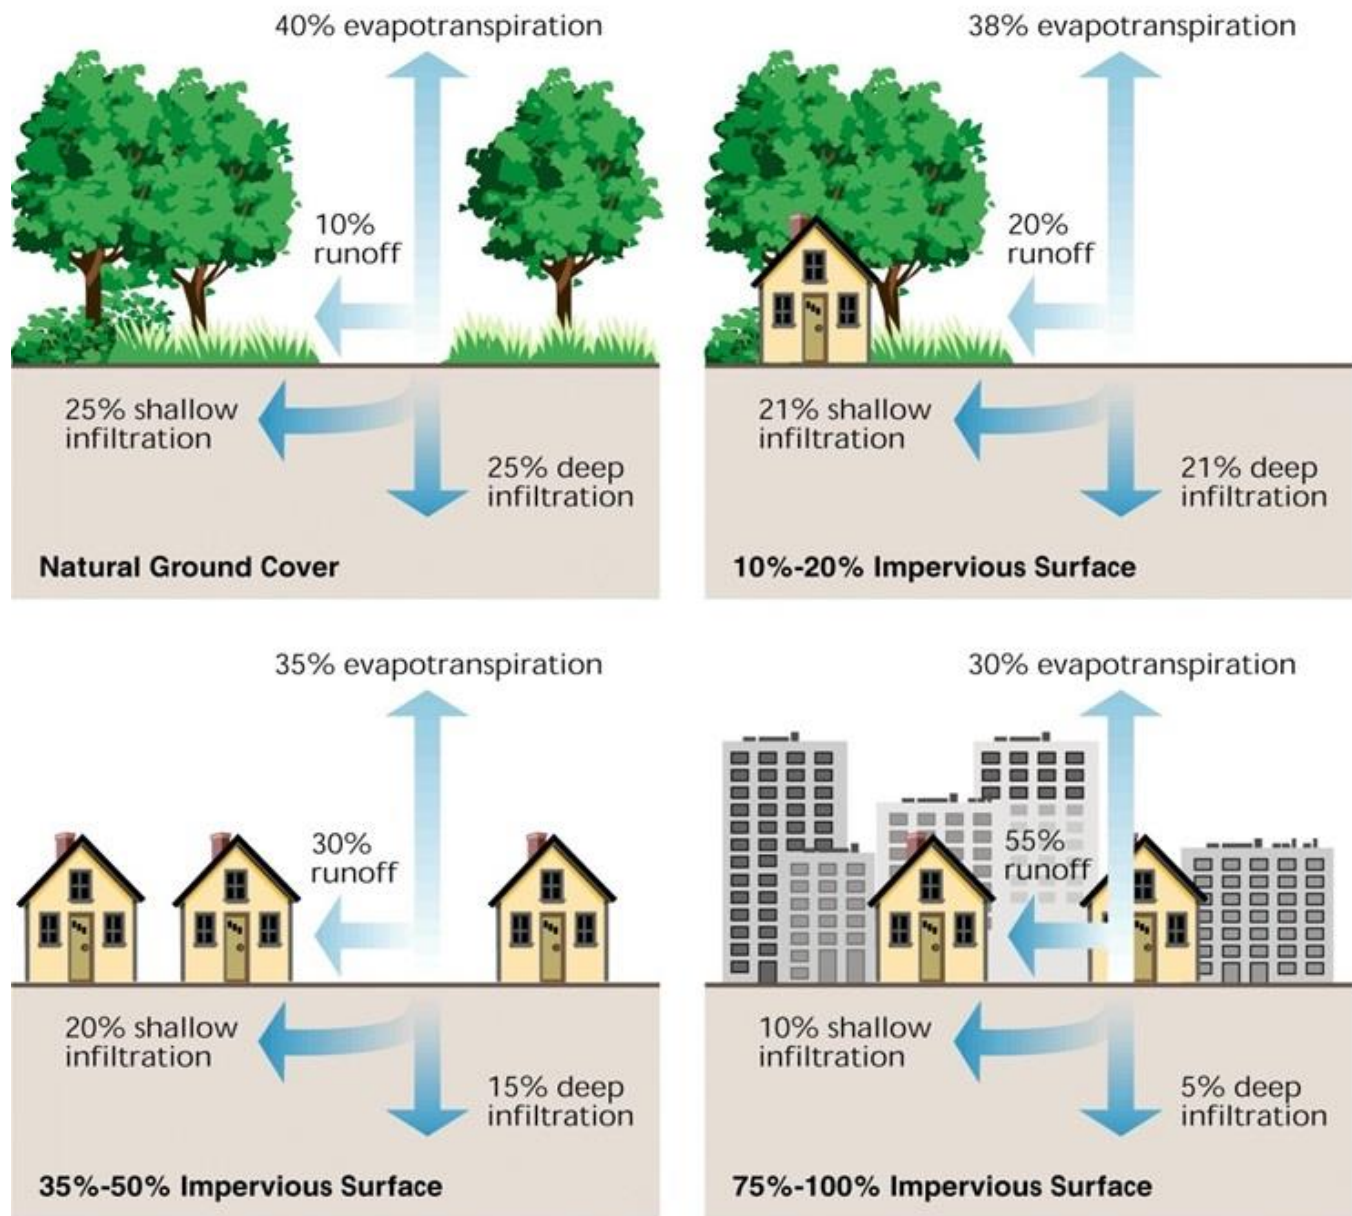 40% evapotranspiration
10%
runoff
25% shallow
infiltration
25% deep
infiltration
Natural Ground Cover
38% evapotranspiration
20%
runoff
21% shallow
infiltration
21% deep
infiltration
10%-20% Impervious Surface
35% evapotranspiration
30%
runoff
20% shallow
infiltration
15% deep
infiltration
35%-50% Impervious Surface
30% evapotranspiration
55%
runoff
10% shallow
infiltration
5% deep
infiltration
75%-100% Impervious Surface